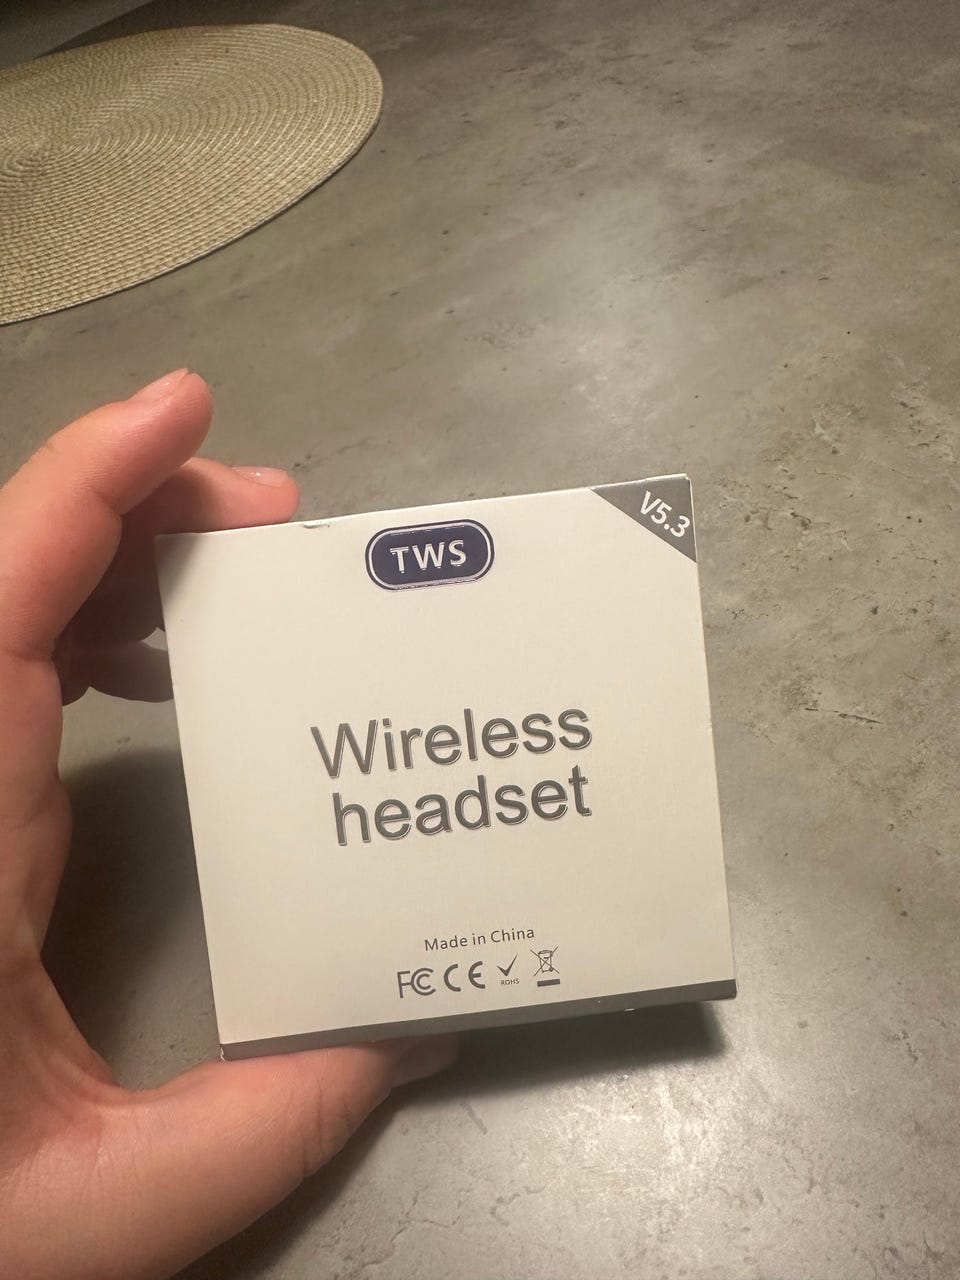 TWS
V5.3
Wireless
headset
Made in China
FC CE ROHS